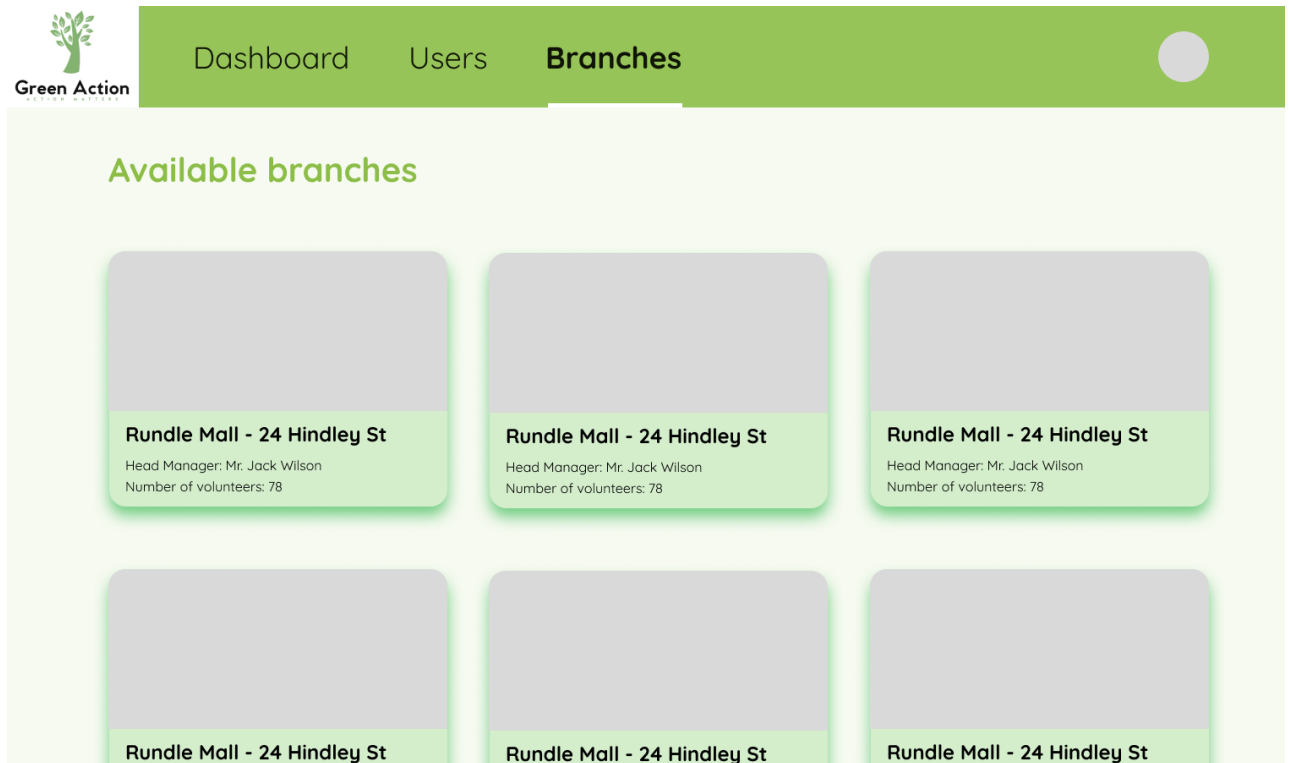 Green Action
ACTION MATTERS
Dashboard Users Branches
Available branches
Rundle Mall - 24 Hindley St
Head Manager: Mr. Jack Wilson
Number of volunteers: 78
Rundle Mall - 24 Hindley St
Head Manager: Mr. Jack Wilson
Number of volunteers: 78
Rundle Mall - 24 Hindley St
Head Manager: Mr. Jack Wilson
Number of volunteers: 78
Rundle Mall - 24 Hindley St
Rundle Mall - 24 Hindley St
Rundle Mall - 24 Hindley St